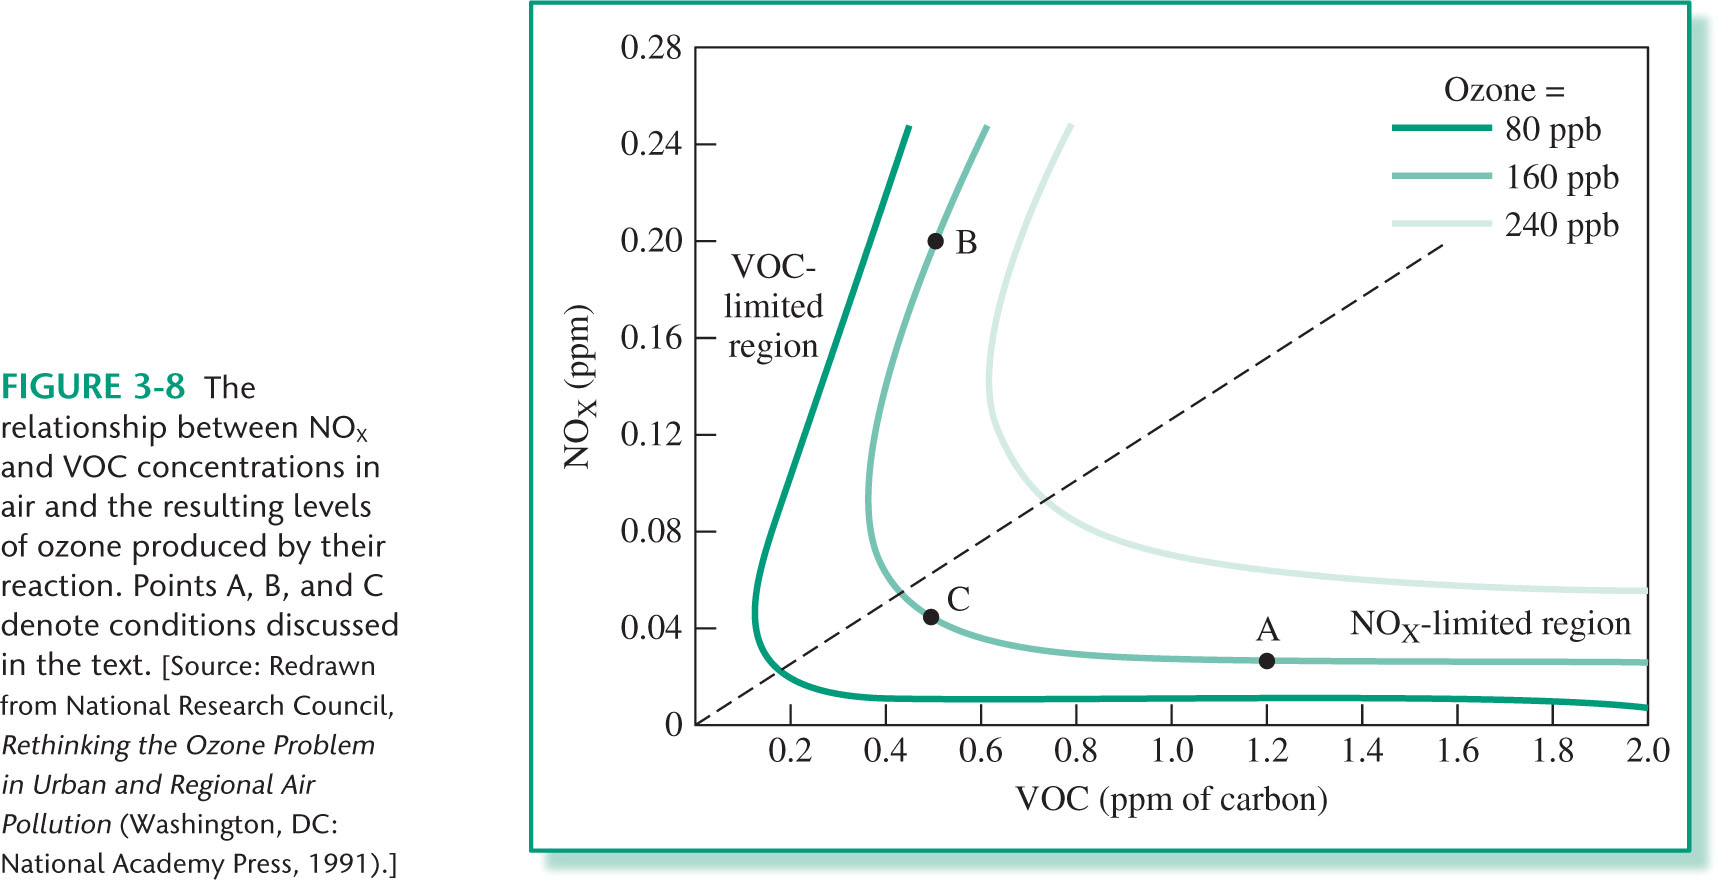 FIGURE 3-8 The
relationship between NOX
and VOC concentrations in
air and the resulting levels
of ozone produced by their
reaction. Points A, B, and C
denote conditions discussed
in the text. [Source: Redrawn
from National Research Council,
Rethinking the Ozone Problem
in Urban and Regional Air
Pollution (Washington, DC:
National Academy Press, 1991).]
0.28
0.24
0.20
0.16
0.12
0.08
0.04
0
NOX (ppm)
Ozone =
80 ppb
160 ppb
240 ppb
VOC-
limited
region
B
C
A
NOX-limited region
0.2 0.4 0.6 0.8 1.0 1.2 1.4 1.6 1.8 2.0
VOC (ppm of carbon)